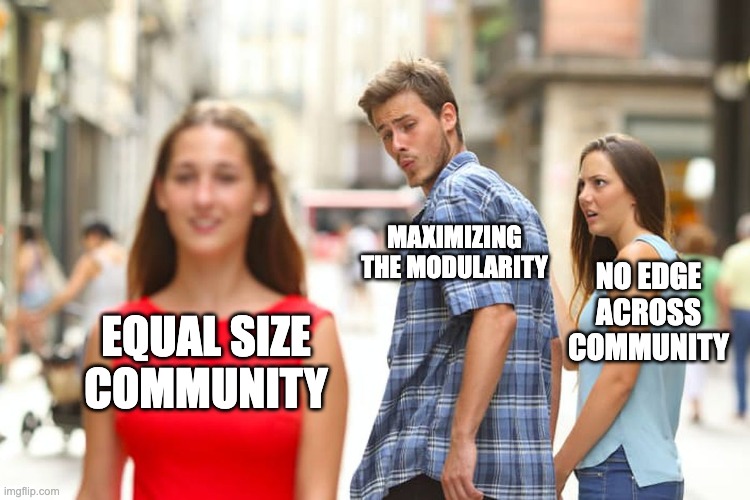 MAXIMIZING
THE MODULARITY
NO EDGE
ACROSS
COMMUNITY
EQUAL SIZE
COMMUNITY
imgflip.com